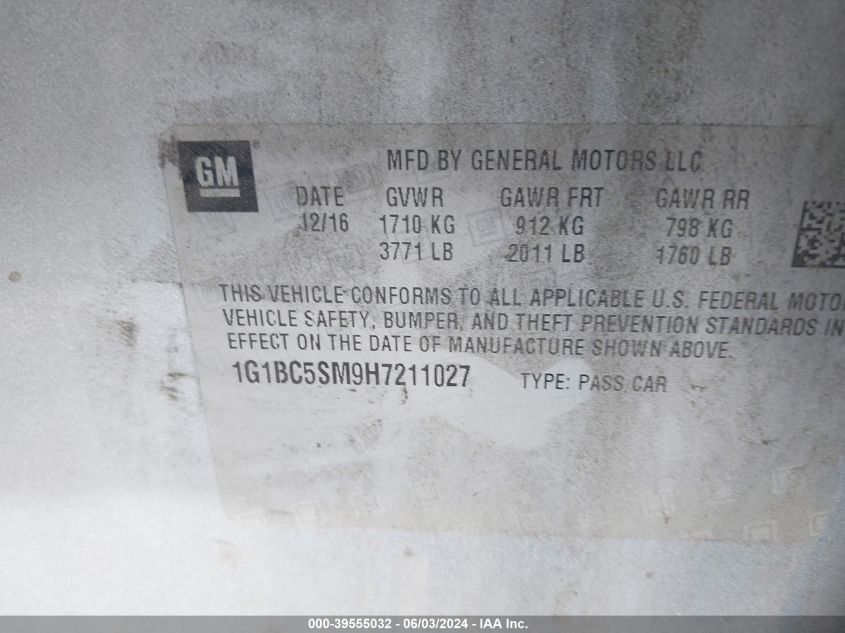 GM
MFD BY GENERAL MOTORS LLC
DATE GVWR GAWR FRT GAWR RR
12/16 1710 KG 912 KG 798 KG
3771 LB 2011 LB 1760 LB
THIS VEHICLE CONFORMS TO ALL APPLICABLE U.S. FEDERAL MOTO
VEHICLE SAFETY, BUMPER, AND THEFT PREVENTION STANDARDS IN
EFFECT ON THE DATE OF MANUFACTURE SHOWN ABOVE.
1G1BC5SM9H7211027 TYPE: PASS CAR
000-39555032 - 06/03/2024 - IAA Inc.